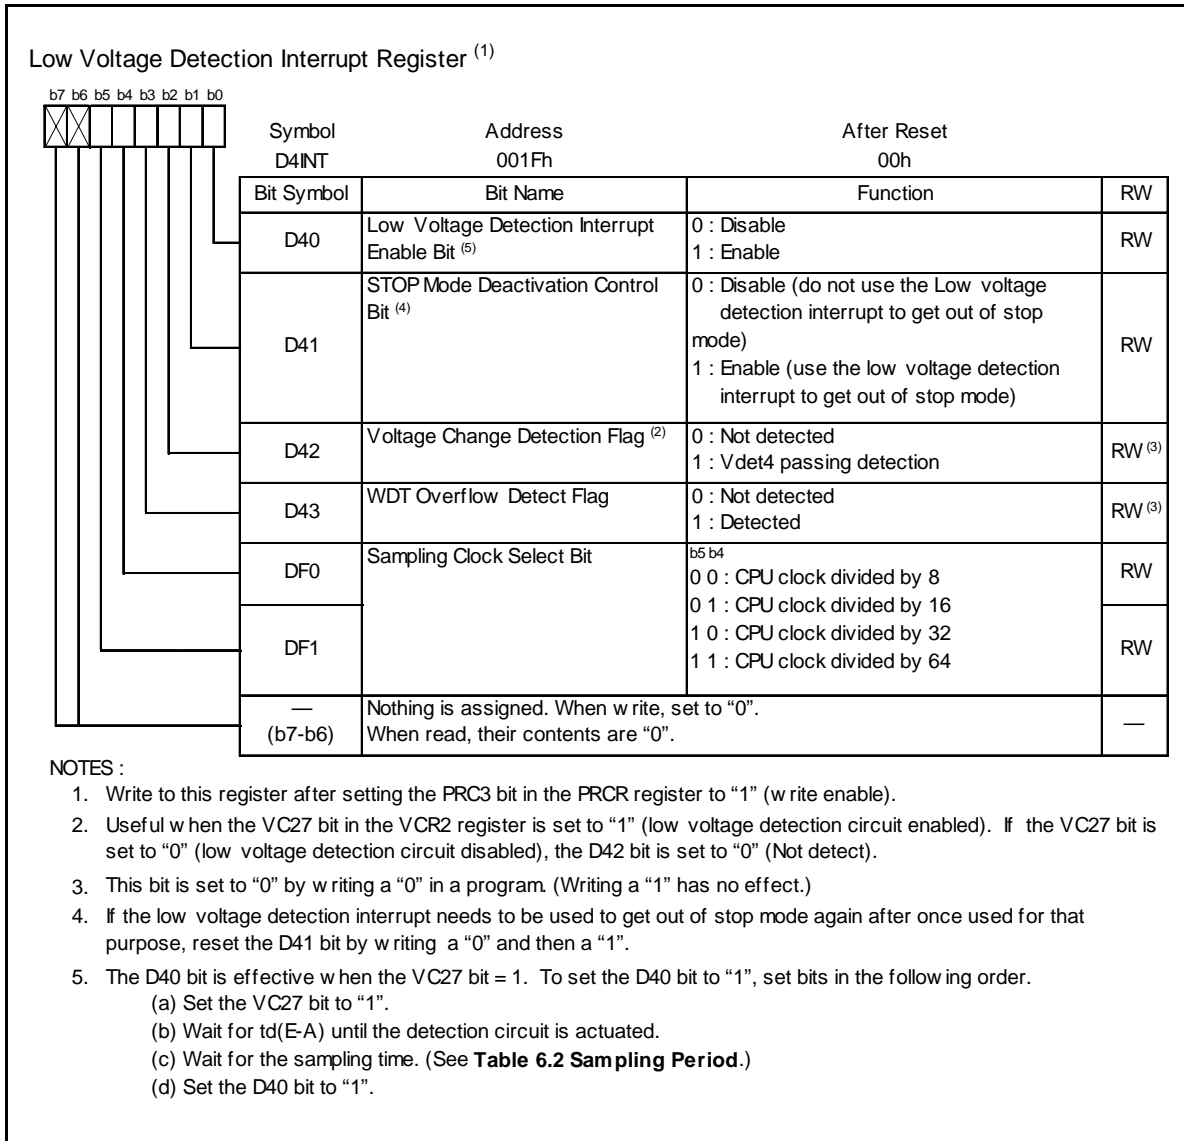 Low Voltage Detection Interrupt Register (1)
b7 b6 b5 b4 b3 b2 b1 b0
Symbol Address After Reset
D4INT 001Fh 00h
Bit Symbol Bit Name Function RW
D40 Low Voltage Detection Interrupt Enable Bit (5) 0 : Disable
1 : Enable RW
D41 STOP Mode Deactivation Control Bit (4) 0 : Disable (do not use the Low voltage
detection interrupt to get out of stop
mode)
1 : Enable (use the low voltage detection
interrupt to get out of stop mode) RW
D42 Voltage Change Detection Flag (2) 0 : Not detected
1 : Vdet4 passing detection RW (3)
D43 WDT Overflow Detect Flag 0 : Not detected
1 : Detected RW (3)
DF0 Sampling Clock Select Bit b5 b4
0 0 : CPU clock divided by 8 RW
0 1 : CPU clock divided by 16
DF1 1 0 : CPU clock divided by 32 RW
1 1 : CPU clock divided by 64
— Nothing is assigned. When write, set to “0”.
(b7-b6) When read, their contents are “0”. —
NOTES :
1. Write to this register after setting the PRC3 bit in the PRCR register to “1” (write enable).
2. Useful when the VC27 bit in the VCR2 register is set to “1” (low voltage detection circuit enabled). If the VC27 bit is
set to “0” (low voltage detection circuit disabled), the D42 bit is set to “0” (Not detect).
3. This bit is set to “0” by writing a “0” in a program. (Writing a “1” has no effect.)
4. If the low voltage detection interrupt needs to be used to get out of stop mode again after once used for that
purpose, reset the D41 bit by writing a “0” and then a “1”.
5. The D40 bit is effective when the VC27 bit = 1. To set the D40 bit to “1”, set bits in the following order.
(a) Set the VC27 bit to “1”.
(b) Wait for td(E-A) until the detection circuit is actuated.
(c) Wait for the sampling time. (See Table 6.2 Sampling Period.)
(d) Set the D40 bit to “1”.